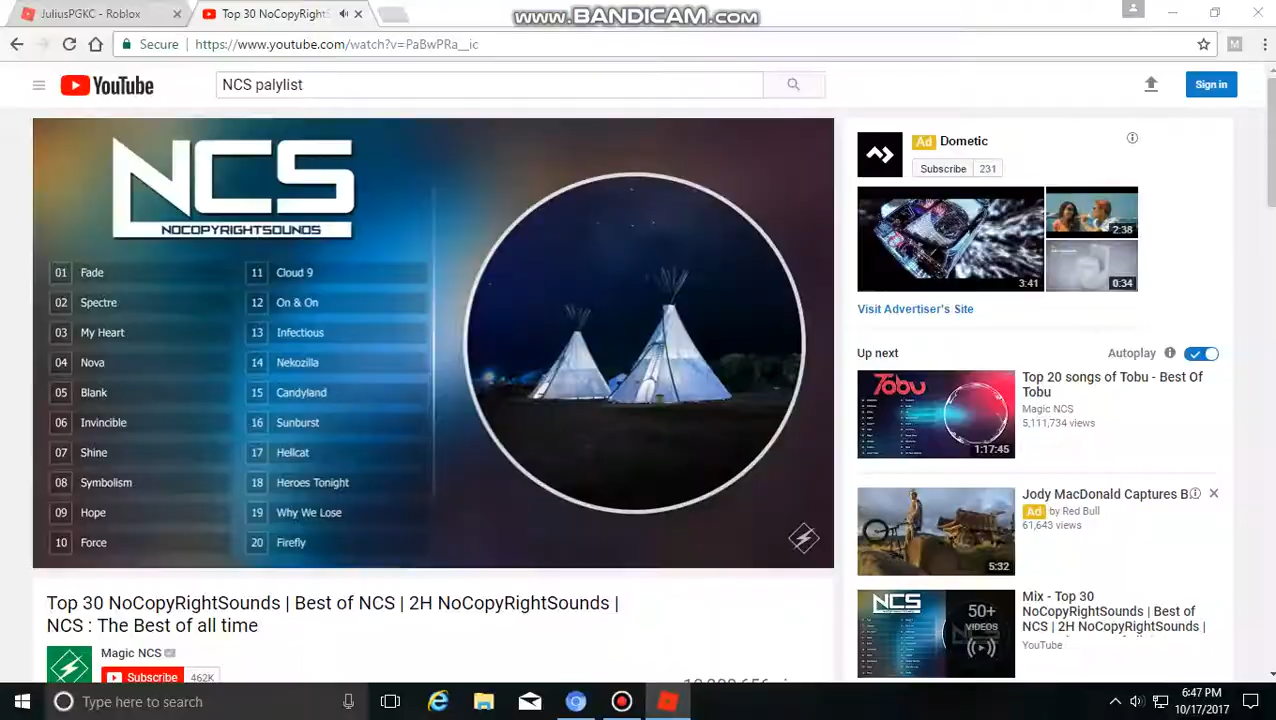 www.BANDICAM.com
JuliusPGKC - Roblox
Top 30 NoCopyRightS
Secure
https://www.youtube.com/watch?v=PaBwPRa__ic
M
YouTube
NCS palylist
Sign in
NCS
NOCOPYRIGHTSOUNDS
01 Fade
02 Spectre
03 My Heart
04 Nova
05 Blank
06 Invincible
07 Line
08 Symbolism
09 Hope
10 Force
11 Cloud 9
12 On & On
13 Infectious
14 Nekozilla
15 Candyland
16 Sunburst
17 Hellcat
18 Heroes Tonight
19 Why We Lose
20 Firefly
Top 30 NoCopyRightSounds | Best of NCS | 2H NoCopyRightSounds |
NCS : The Best of all time
Magic NCS
Subscribe
Ad Dometic
Subscribe 231
3:41
2:38
0:34
Visit Advertiser's Site
Up next
Autoplay
Tobu
1:17:45
Top 20 songs of Tobu - Best Of
Tobu
Magic NCS
5,111,734 views
5:32
Jody MacDonald Captures B
Ad by Red Bull
61,643 views
NCS
50+
VIDEOS
Mix - Top 30
NoCopyRightSounds | Best of
NCS | 2H NoCopyRightSounds |
YouTube
Type here to search
6:47 PM
10/17/2017